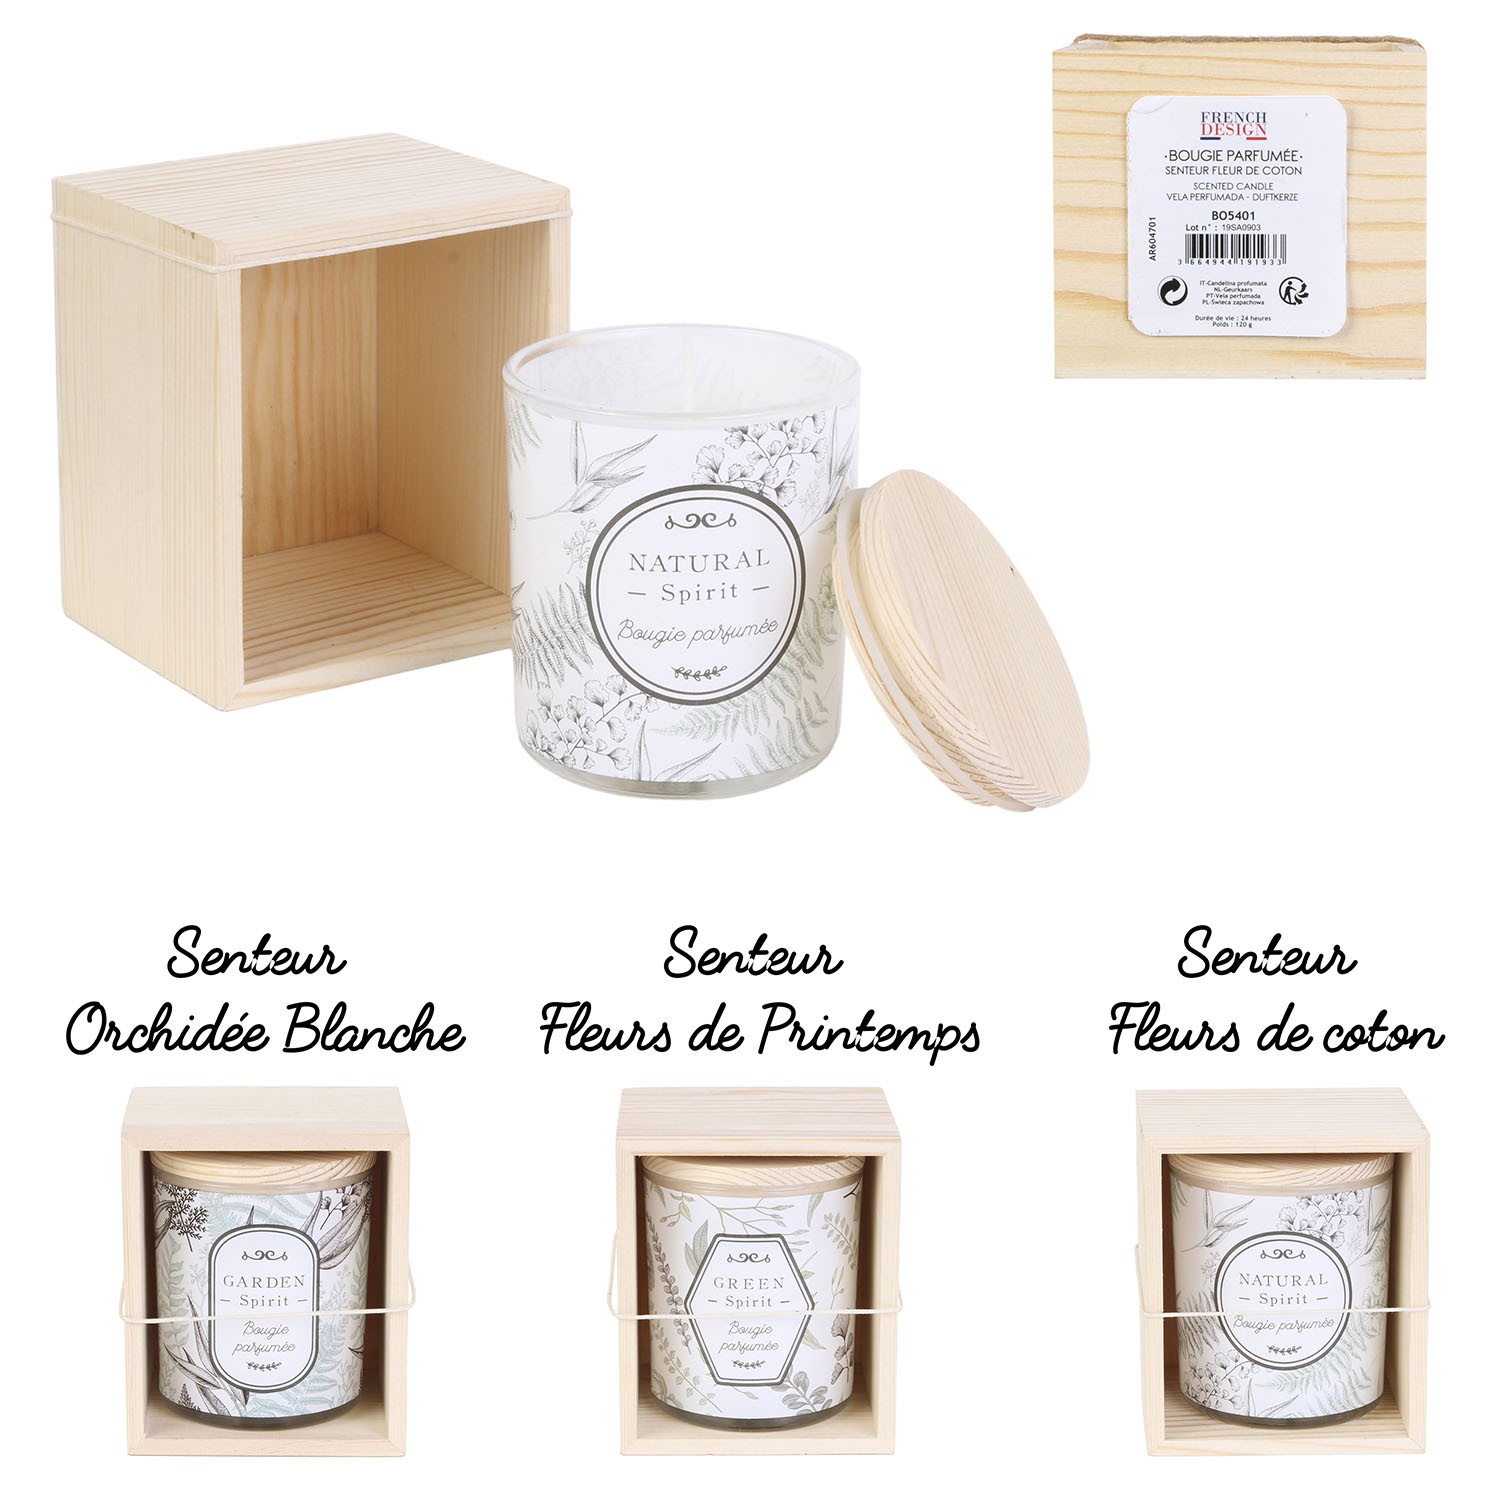 FRENCH
DESIGN
·BOUGIE PARFUMÉE·
SENTEUR FLEUR DE COTON
SCENTED CANDLE
VELA PERFUMADA - DUFTKERZE
BO5401
Lot n° : 19SA0903
3 664944 191933
AR604701
IT-Candelina profumata
NL-Geurkaars
PT-Vela perfumada
PL-Świeca zapachowa
Durée de vie : 24 heures
Poids : 120 g
NATURAL
- Spirit -
Bougie parfumée
Senteur
Orchidée Blanche
Senteur
Fleurs de Printemps
Senteur
Fleurs de coton
GARDEN
- Spirit -
Bougie
parfumée
GREEN
- Spirit -
Bougie
parfumée
NATURAL
- Spirit -
Bougie parfumée